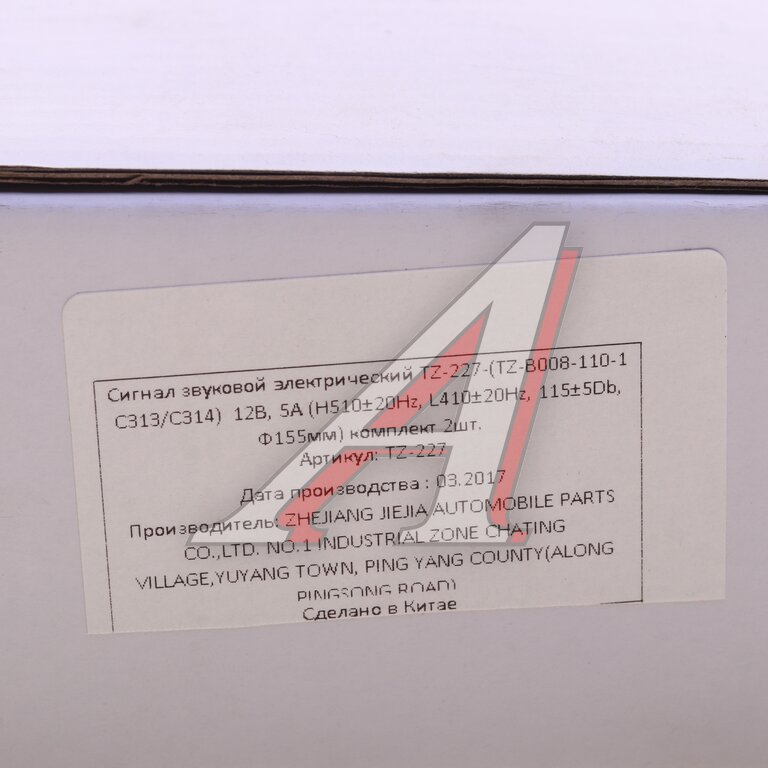 Сигнал звуковой электрический TZ-227-(TZ-B008-110-1
C313/C314) 12В, 5А (H510±20Hz, L410±20Hz, 115±5Db,
Ф155мм) комплект 2шт.
Артикул: TZ-227
Дата производства : 03.2017
Производитель: ZHEJIANG JIEJIA AUTOMOBILE PARTS
CO.,LTD. NO.1 INDUSTRIAL ZONE CHATING
VILLAGE,YUYANG TOWN, PING YANG COUNTY(ALONG
PINGSONG ROAD)
Сделано в Китае